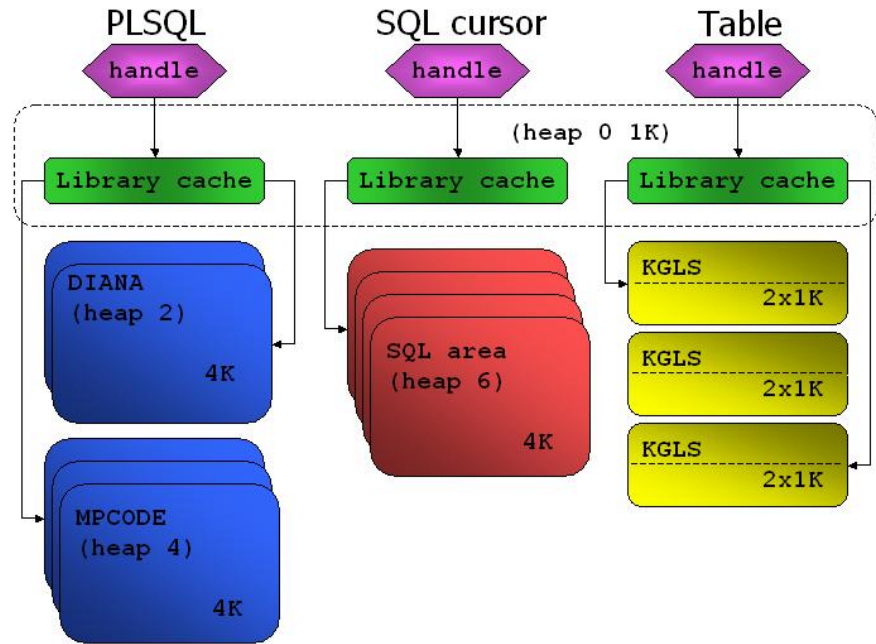 PLSQL
SQL cursor
Table
handle
handle
handle
(heap 0 1K)
Library cache
Library cache
Library cache
DIANA
(heap 2)
4K
MPCODE
(heap 4)
4K
SQL area
(heap 6)
4K
KGLS
2x1K
KGLS
2x1K
KGLS
2x1K